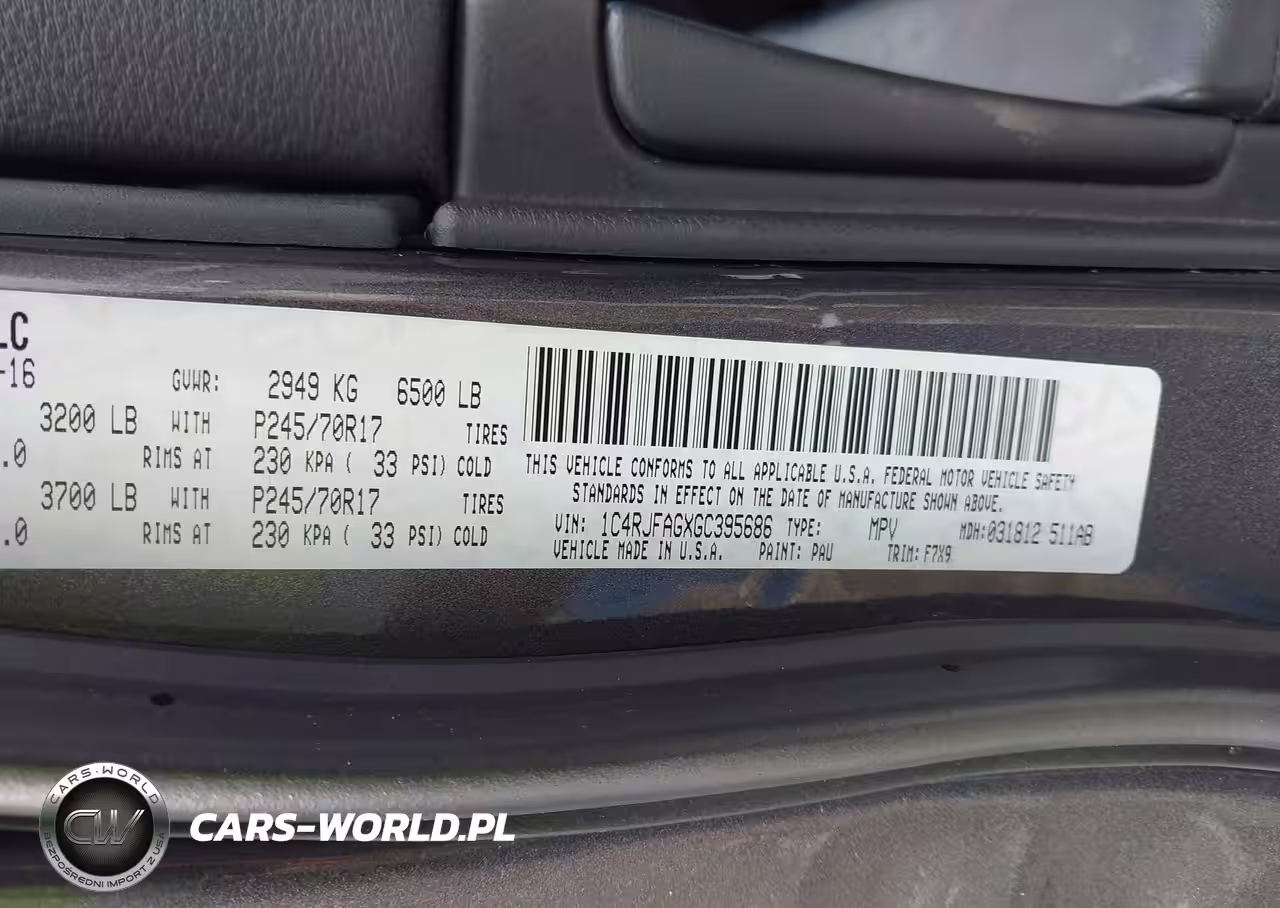 LC
-16
GVWR: 2949 KG 6500 LB
3200 LB WITH P245/70R17 TIRES
.0 RIMS AT 230 KPA ( 33 PSI) COLD
3700 LB WITH P245/70R17 TIRES
.0 RIMS AT 230 KPA ( 33 PSI) COLD
THIS VEHICLE CONFORMS TO ALL APPLICABLE U.S.A. FEDERAL MOTOR VEHICLE SAFETY
STANDARDS IN EFFECT ON THE DATE OF MANUFACTURE SHOWN ABOVE.
VIN: 1C4RJFAGXGC395686 TYPE: MPV MDH:031812 511AB
VEHICLE MADE IN U.S.A. PAINT: PAU TRIM: F7X9
CARS-WORLD
CW
BEZPOŚREDNI IMPORT Z USA
CARS-WORLD.PL